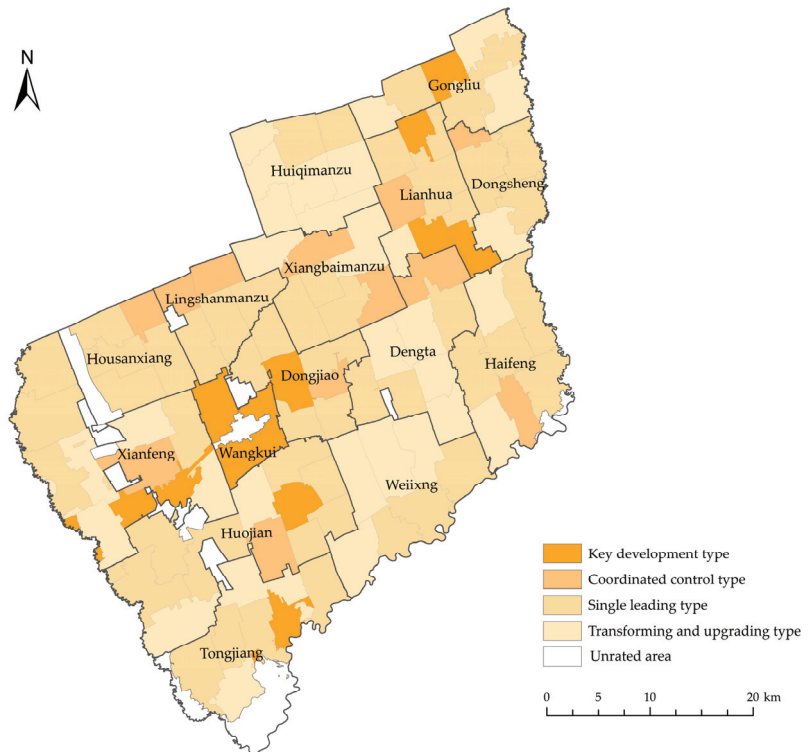 N
Gongliu
Huiqimanzu
Dongsheng
Lianhua
Xiangbaimanzu
Lingshanmanzu
Housanxiang
Dengta
Haifeng
Dongjiao
Xianfeng
Wangkui
Weiixng
Huojian
Tongjiang
Key development type
Coordinated control type
Single leading type
Transforming and upgrading type
Unrated area
0 5 10 20 km